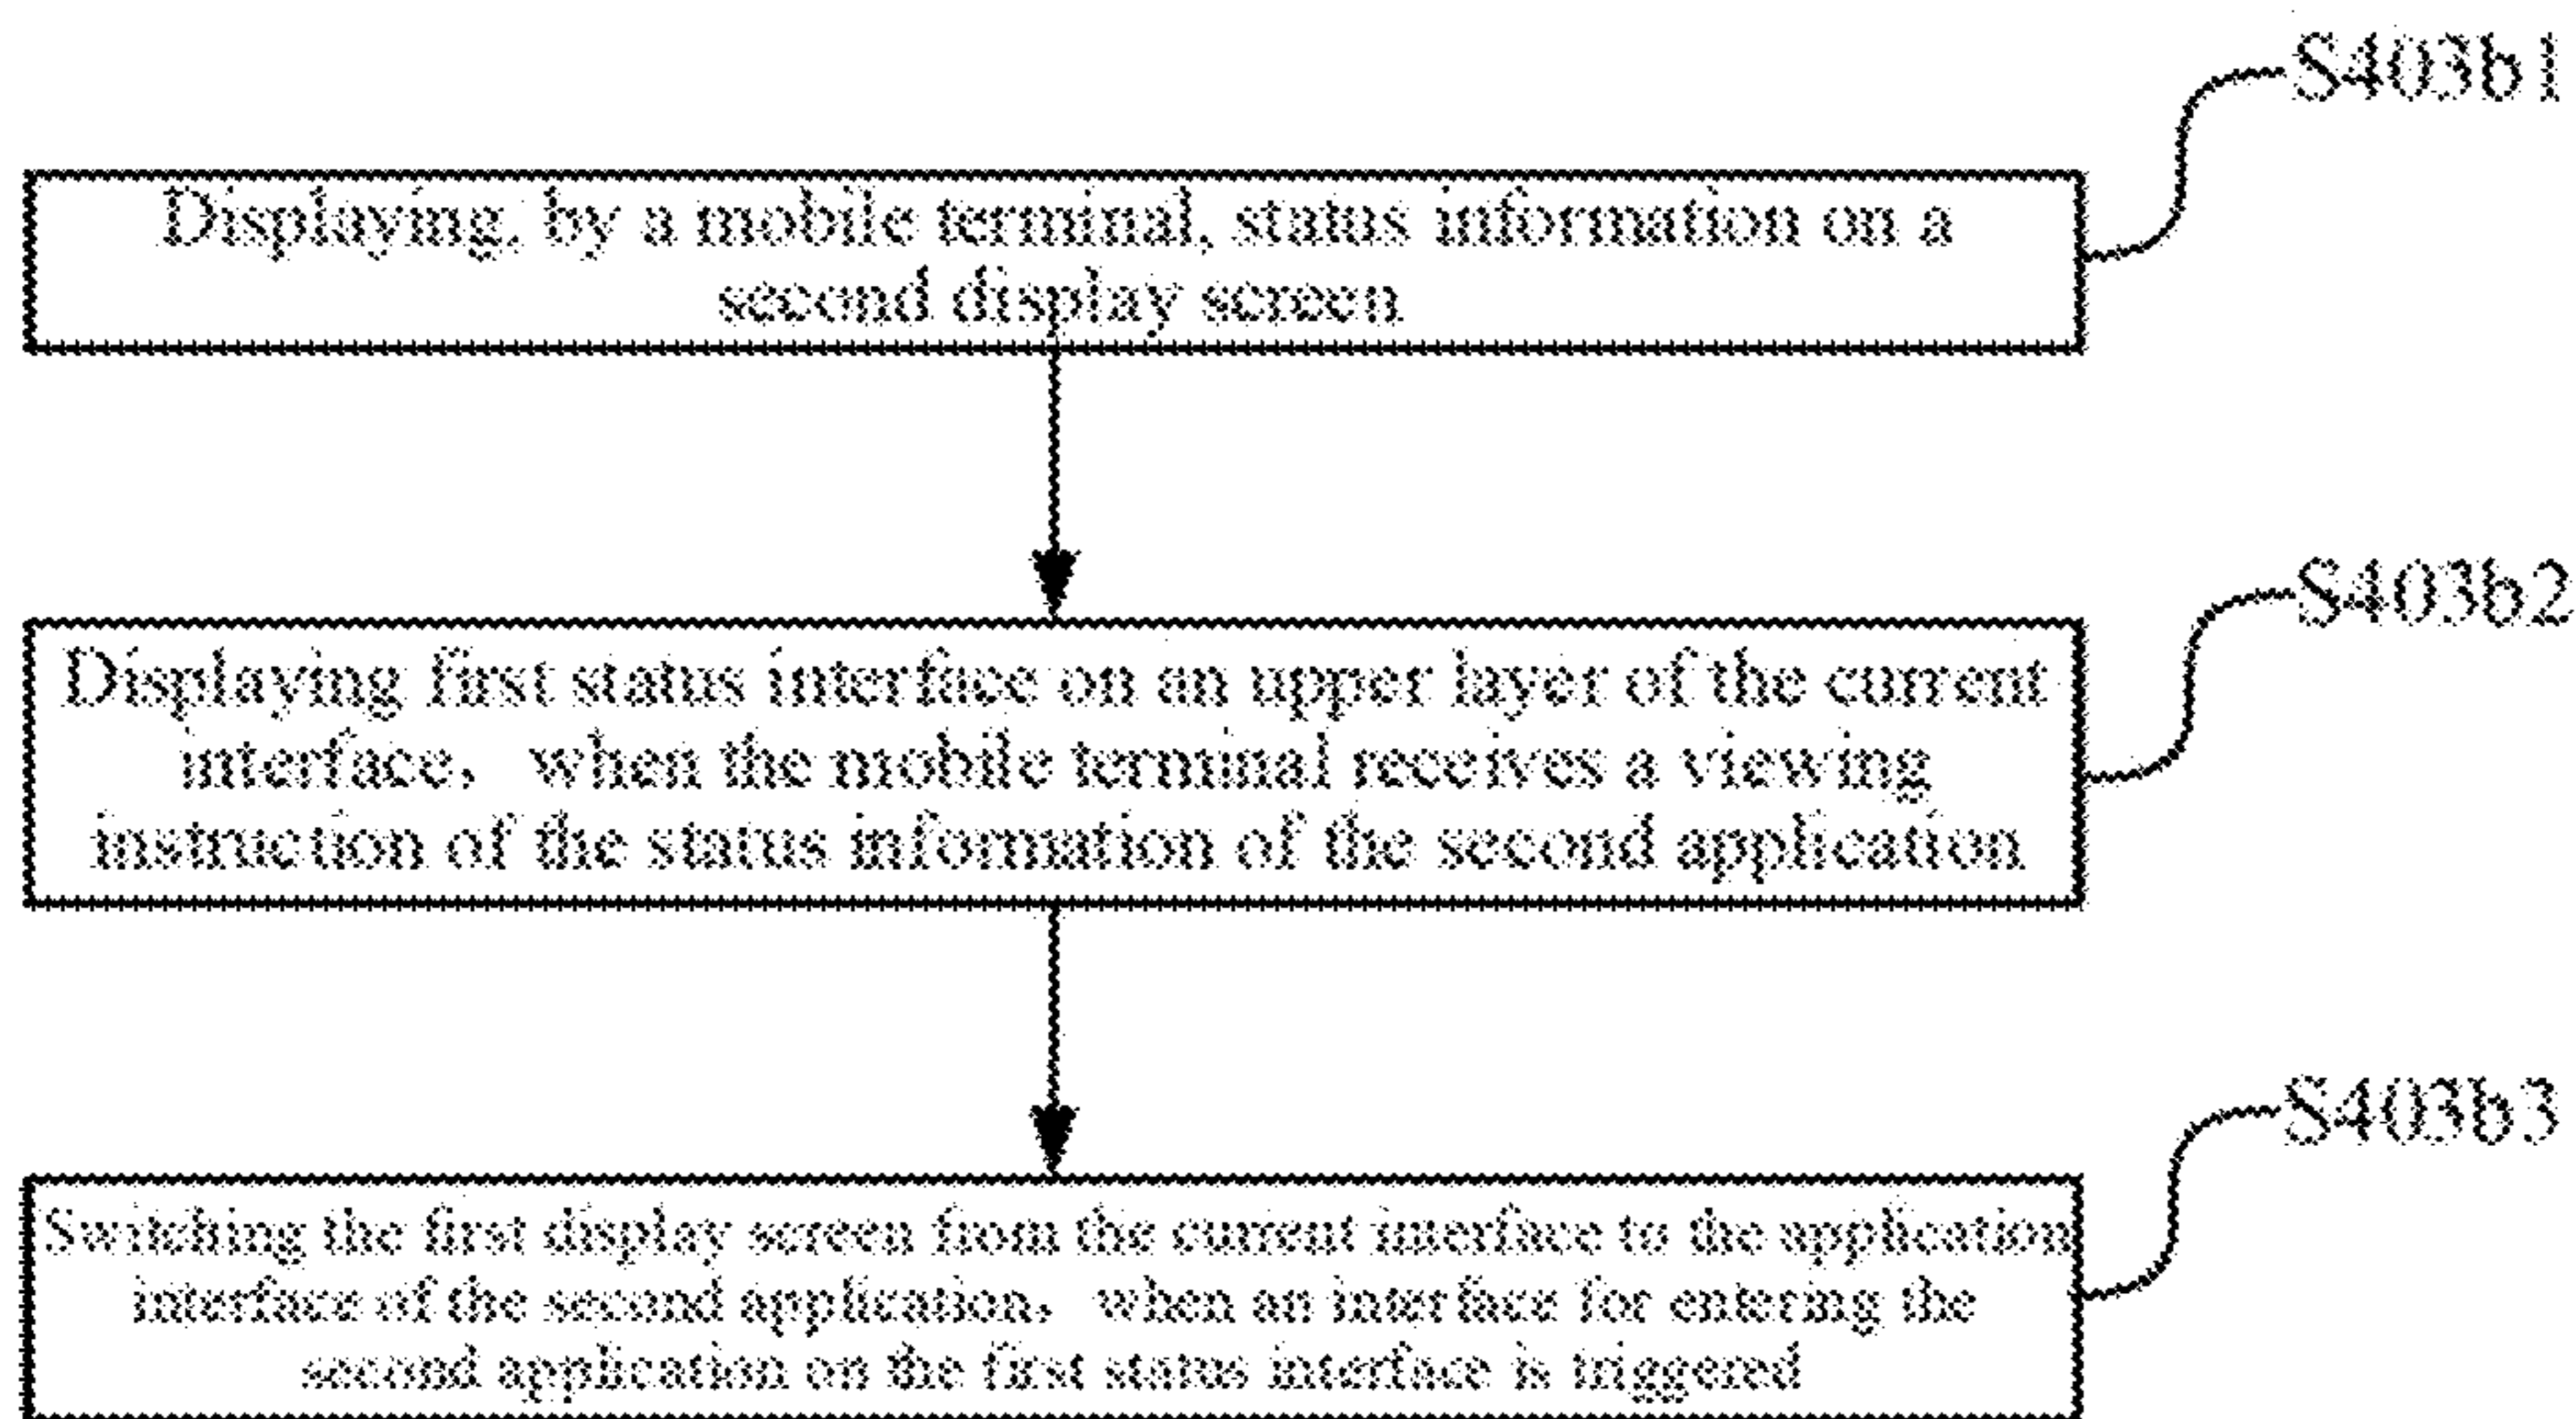 S403b1
Displaying, by a mobile terminal, status information on a
second display screen
S403b2
Displaying first status interface on an upper layer of the current
interface， when the mobile terminal receives a viewing
instruction of the status information of the second application
S403b3
Switching the first display screen from the current interface to the application
interface of the second application， when an interface for entering the
second application on the first status interface is triggered